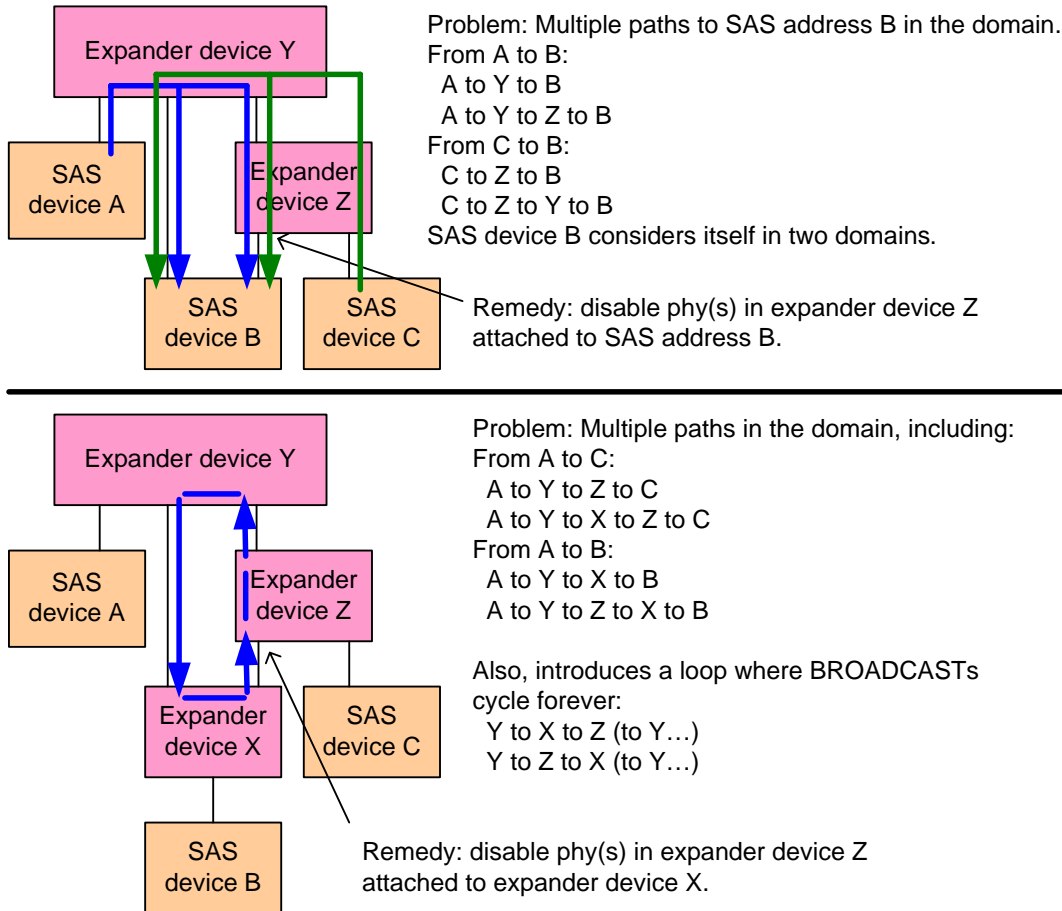 Expander device Y
SAS
device A
Expander
device Z
SAS
device B
SAS
device C
Problem: Multiple paths to SAS address B in the domain.
From A to B:
A to Y to B
A to Y to Z to B
From C to B:
C to Z to B
C to Z to Y to B
SAS device B considers itself in two domains.
Remedy: disable phy(s) in expander device Z
attached to SAS address B.
Expander device Y
SAS
device A
Expander
device Z
Expander
device X
SAS
device C
SAS
device B
Problem: Multiple paths in the domain, including:
From A to C:
A to Y to Z to C
A to Y to X to Z to C
From A to B:
A to Y to X to B
A to Y to Z to X to B
Also, introduces a loop where BROADCASTs
cycle forever:
Y to X to Z (to Y…)
Y to Z to X (to Y…)
Remedy: disable phy(s) in expander device Z
attached to expander device X.